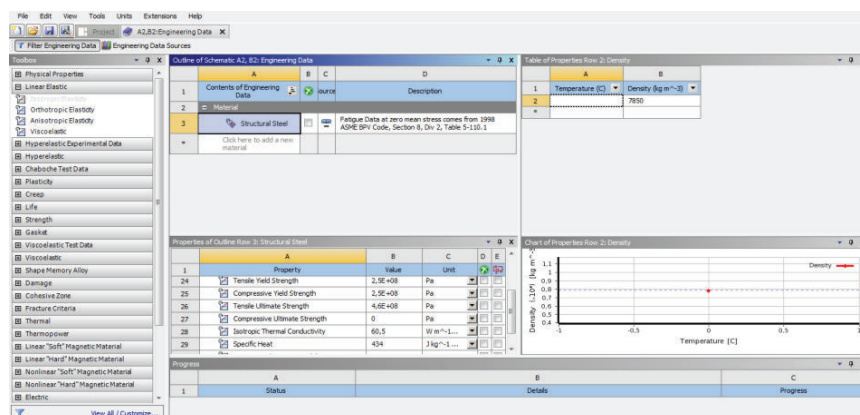 File Edit View Tools Units Extensions Help
Project A2,B2:Engineering Data X
Filter Engineering Data Engineering Data Sources
Toolbox
Physical Properties
Linear Elastic
Orthotropic Elasticity
Anisotropic Elasticity
Viscoelastic
Hyperelastic Experimental Data
Hyperelastic
Chaboche Test Data
Plasticity
Creep
Life
Strength
Gasket
Viscoelastic Test Data
Viscoelastic
Shape Memory Alloy
Damage
Cohesive Zone
Fracture Criteria
Thermal
Thermopower
Linear "Soft" Magnetic Material
Linear "Hard" Magnetic Material
Nonlinear "Soft" Magnetic Material
Nonlinear "Hard" Magnetic Material
Electric
View All / Customize...
Outline of Schematic A2, B2: Engineering Data
A B C D
1 Contents of Engineering Data ource Description
2 Material
3 Structural Steel Fatigue Data at zero mean stress comes from 1998
ASME BPV Code, Section 8, Div 2, Table 5-110.1
* Click here to add a new
material
Properties of Outline Row 3: Structural Steel
A B C D E
1 Property Value Unit
24 Tensile Yield Strength 2,5E+08 Pa
25 Compressive Yield Strength 2,5E+08 Pa
26 Tensile Ultimate Strength 4,6E+08 Pa
27 Compressive Ultimate Strength 0 Pa
28 Isotropic Thermal Conductivity 60,5 W m^-1...
29 Specific Heat 434 J kg^-1 ...
Table of Properties Row 2: Density
A B
1 Temperature (C) Density (kg m^-3)
2 7850
*
Chart of Properties Row 2: Density
Density (.10⁴) [kg m^-
1,1
1
0,9
0,8
0,7
0,6
0,5
0,4
-1 -0,5 0 0,5 1
Temperature [C]
Density
Progress
A B C
1 Status Details Progress